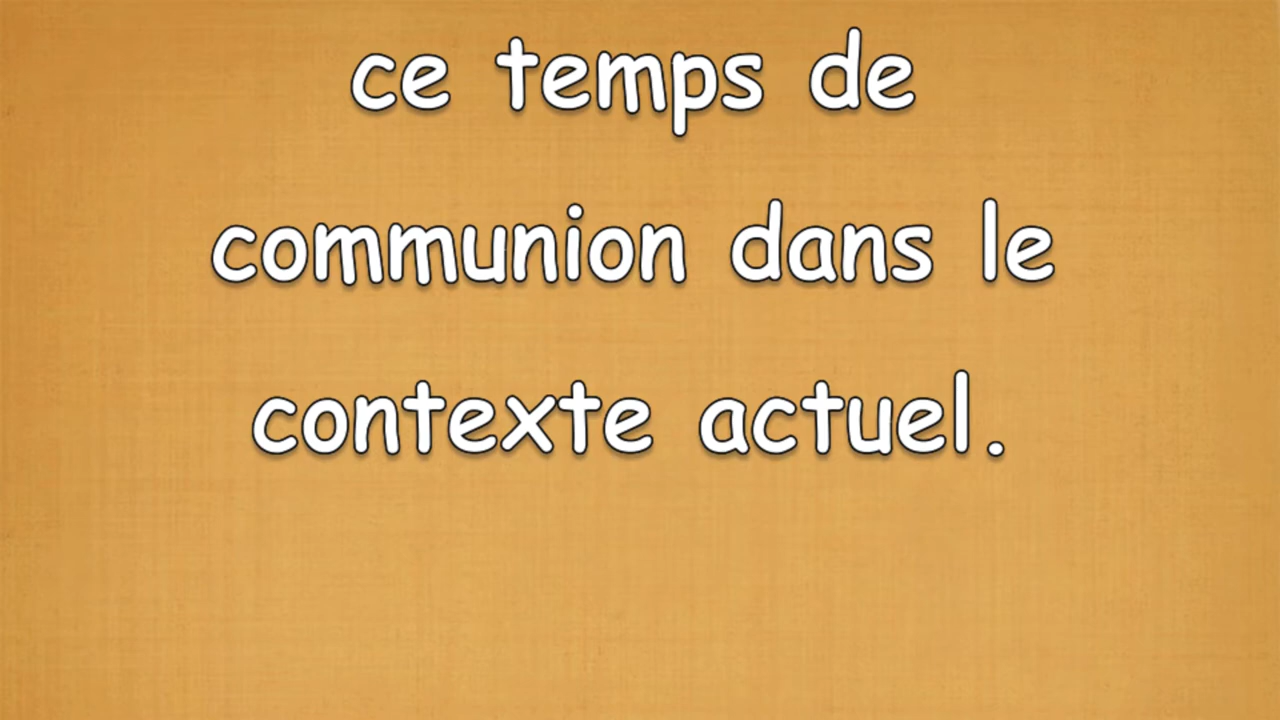 ce temps de
communion dans le
contexte actuel.